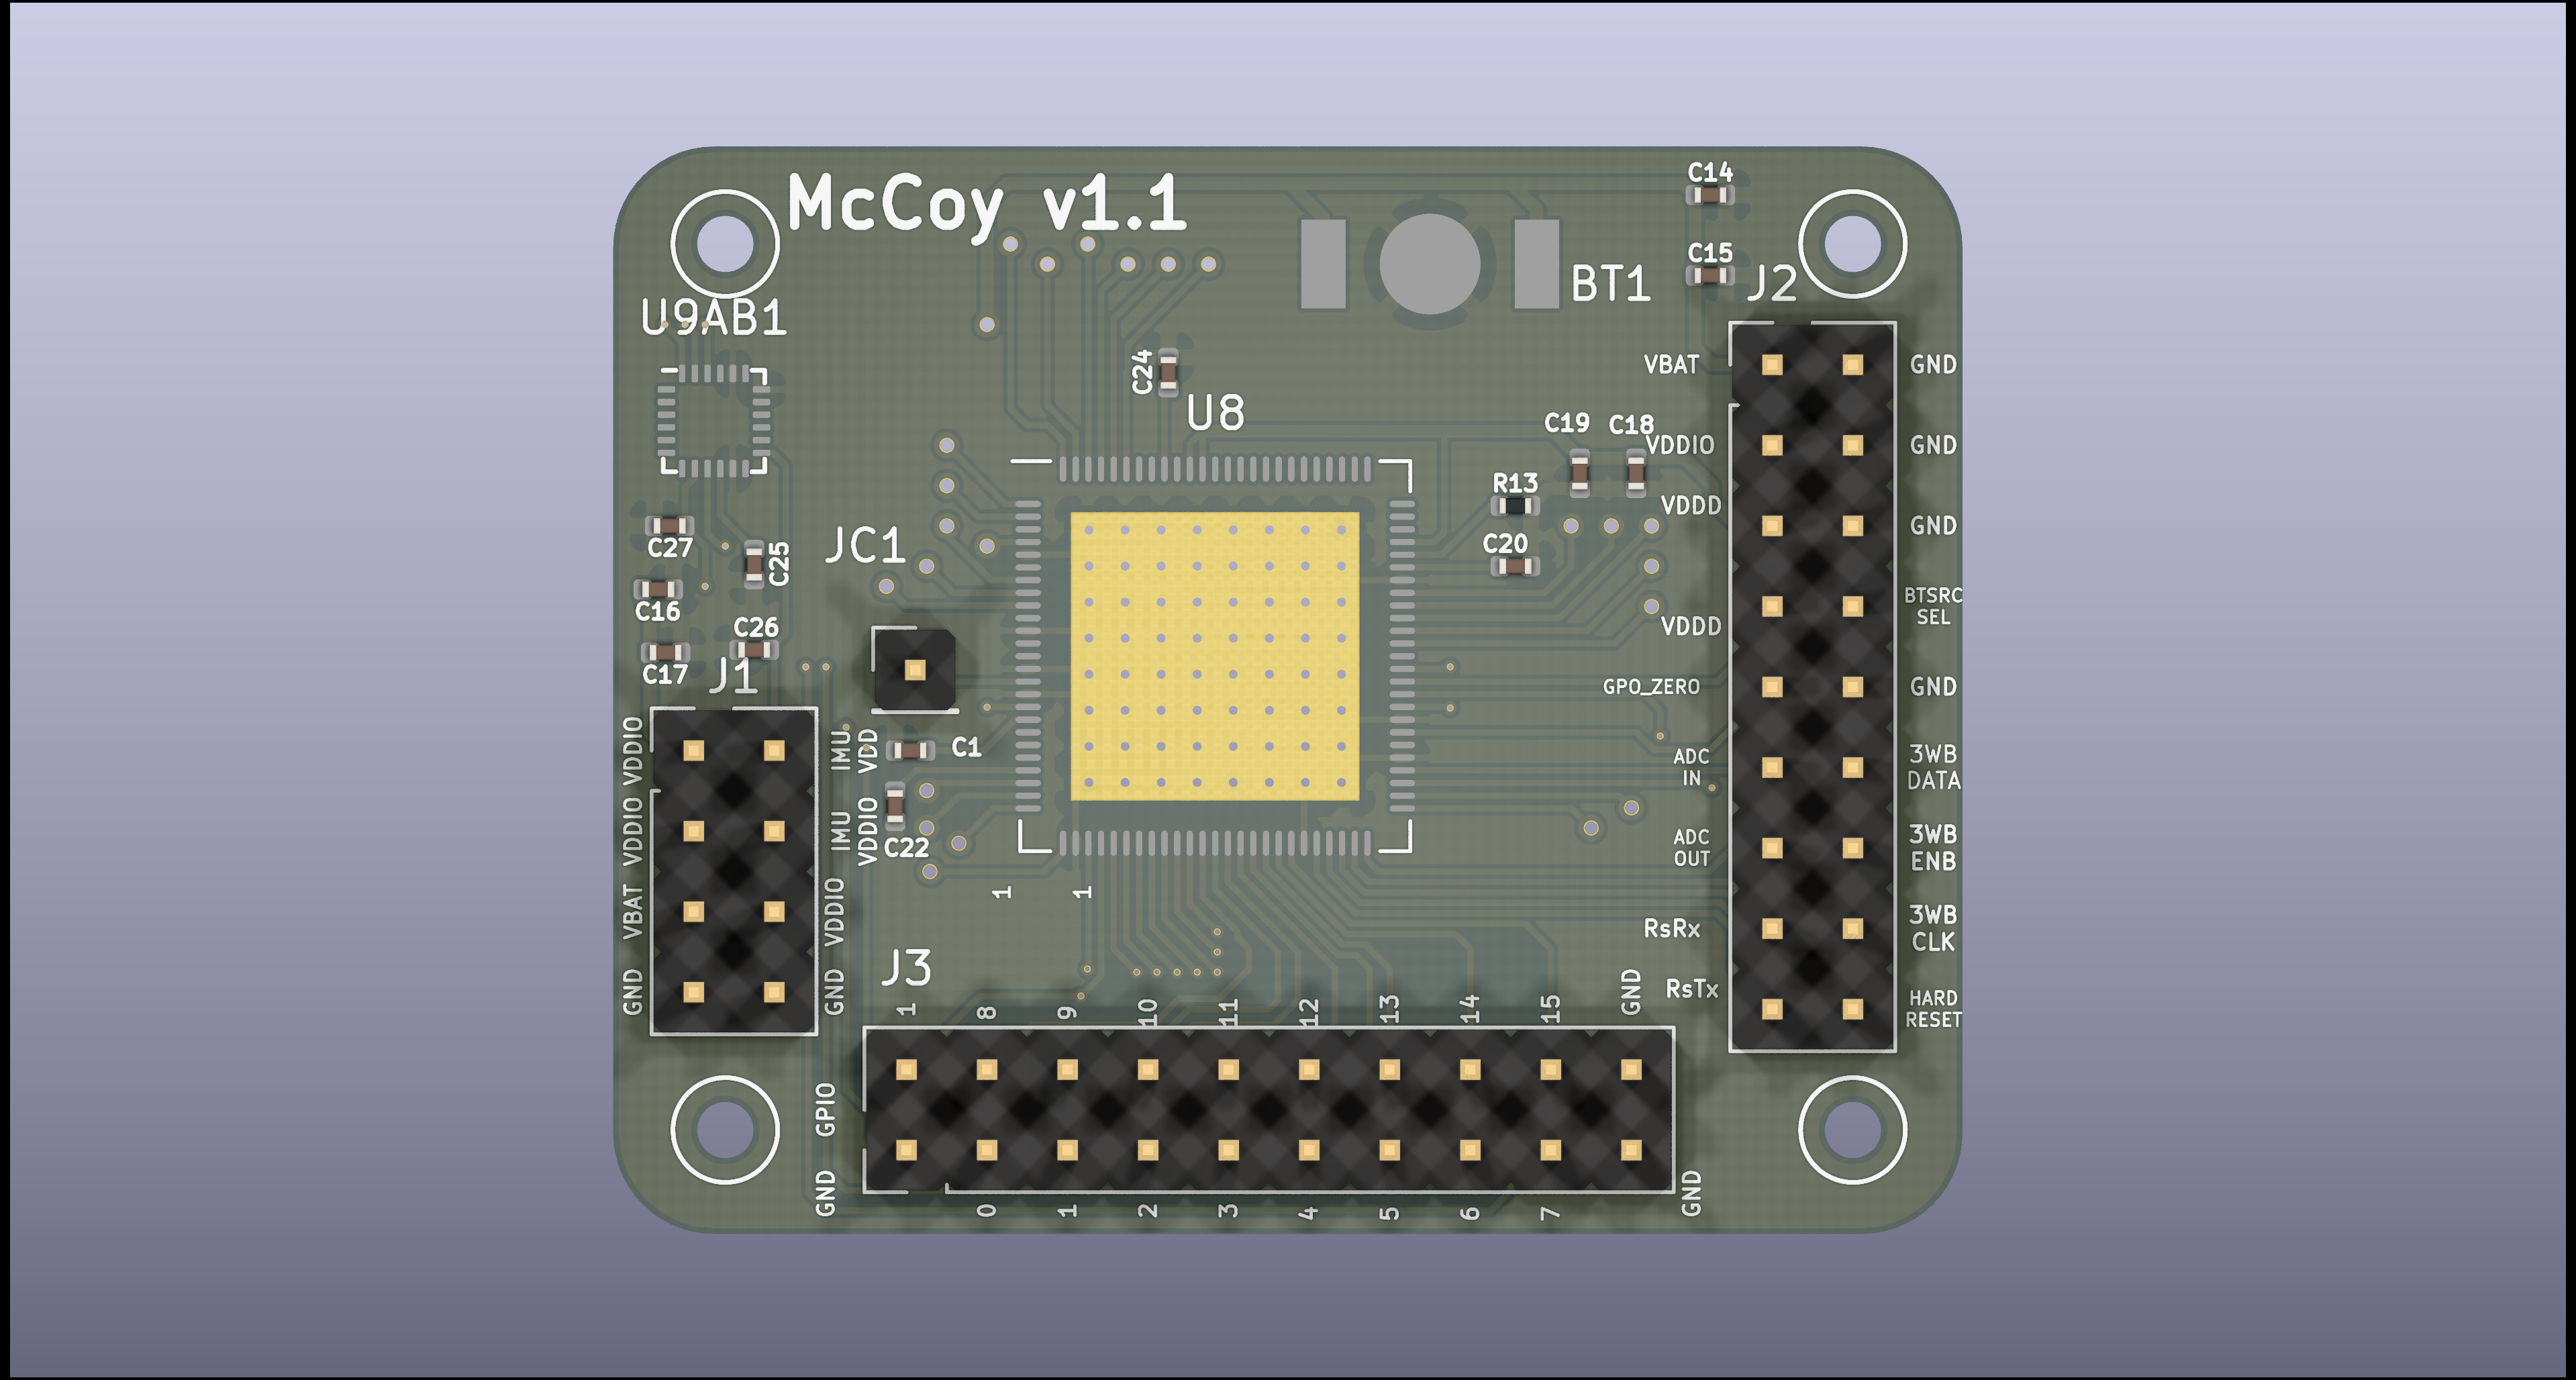 McCoy v1.1
C14
C15
BT1
J2
U9AB1
C24
U8
VBAT
GND
C19
C18
VDDIO
GND
R13
VDDD
GND
C20
C27
C25
JC1
C16
C26
C17
J1
BTSRC
SEL
VDDD
GPO_ZERO
GND
VDDIO
IMU
VDD
C1
ADC
IN
3WB
DATA
VDDIO
IMU
VDDIO
C22
ADC
OUT
3WB
ENB
VBAT
VDDIO
1
1
RsRx
3WB
CLK
GND
GND
J3
RsTx
HARD
RESET
1
8
9
10
11
12
13
14
15
GND
GPIO
GND
0
1
2
3
4
5
6
7
GND